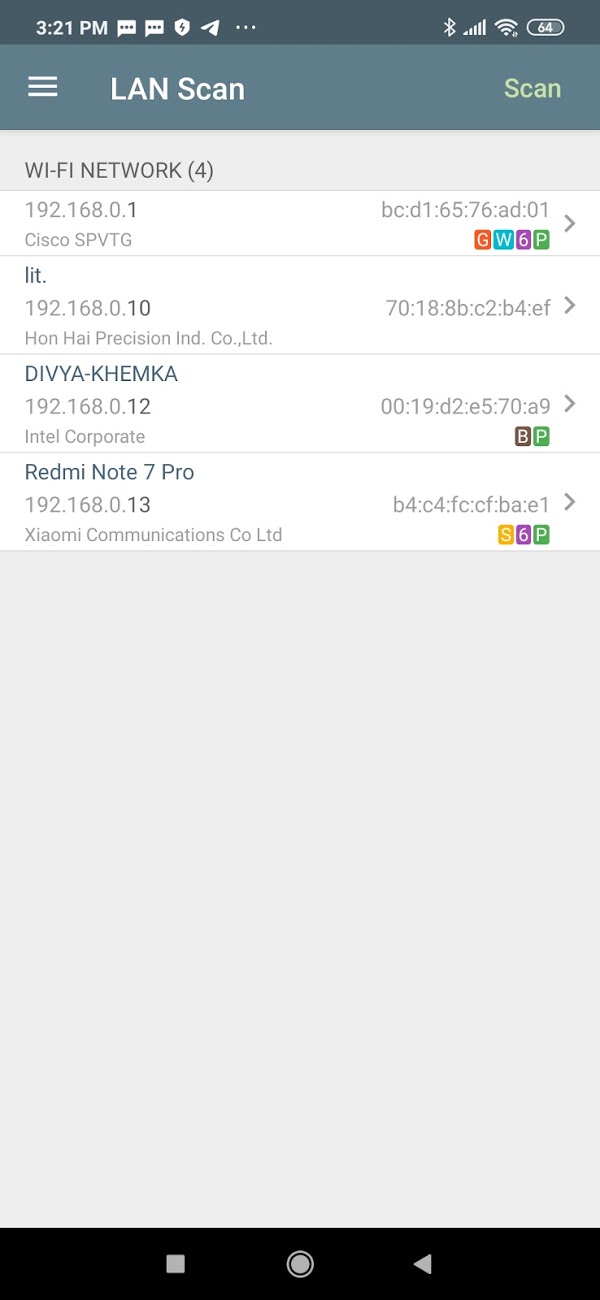 3:21 PM 64
LAN Scan Scan
WI-FI NETWORK (4)
192.168.0.1 bc:d1:65:76:ad:01
Cisco SPVTG G W 6 P
lit.
192.168.0.10 70:18:8b:c2:b4:ef
Hon Hai Precision Ind. Co.,Ltd.
DIVYA-KHEMKA
192.168.0.12 00:19:d2:e5:70:a9
Intel Corporate B P
Redmi Note 7 Pro
192.168.0.13 b4:c4:fc:cf:ba:e1
Xiaomi Communications Co Ltd S 6 P